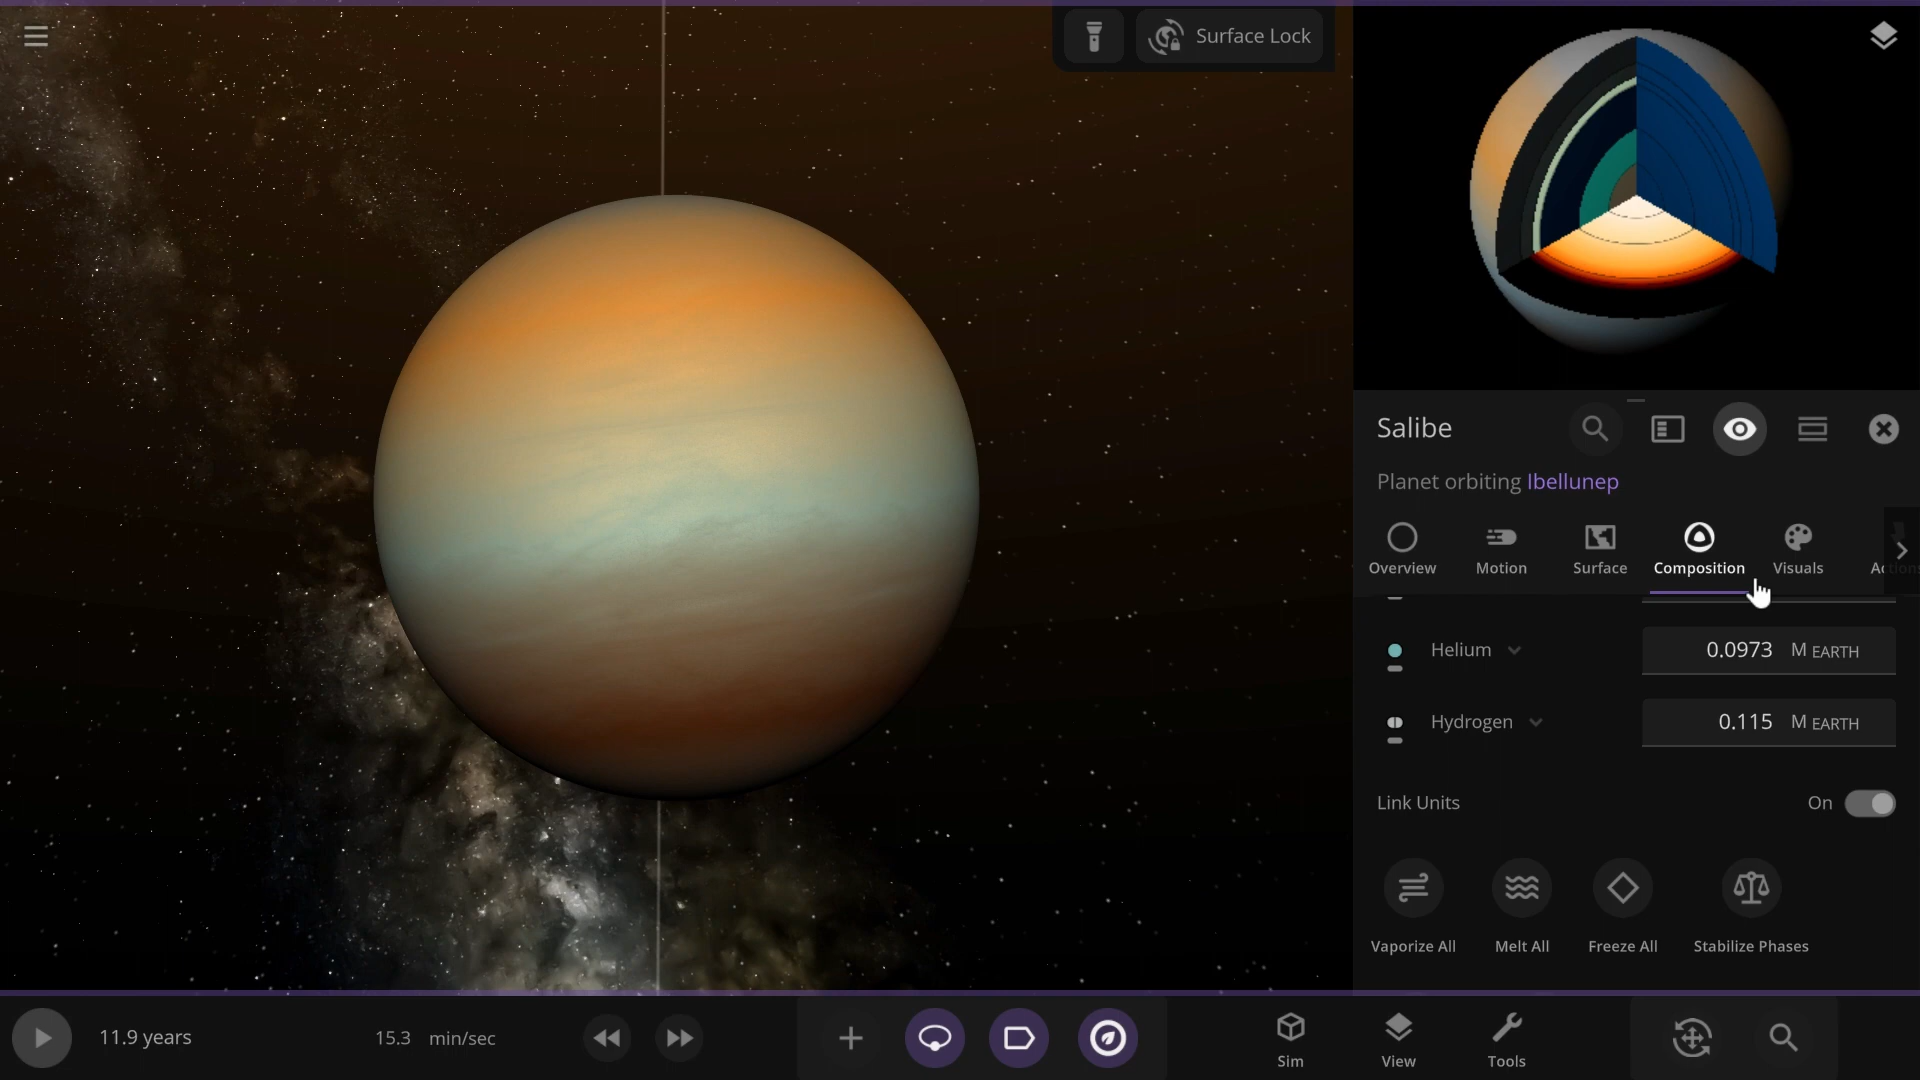 Surface Lock
Salibe
Planet orbiting Ibellunep
Overview
Motion
Surface
Composition
Visuals
Actions
Helium
0.0973 M EARTH
Hydrogen
0.115 M EARTH
Link Units
On
Vaporize All
Melt All
Freeze All
Stabilize Phases
11.9 years
15.3 min/sec
Sim
View
Tools